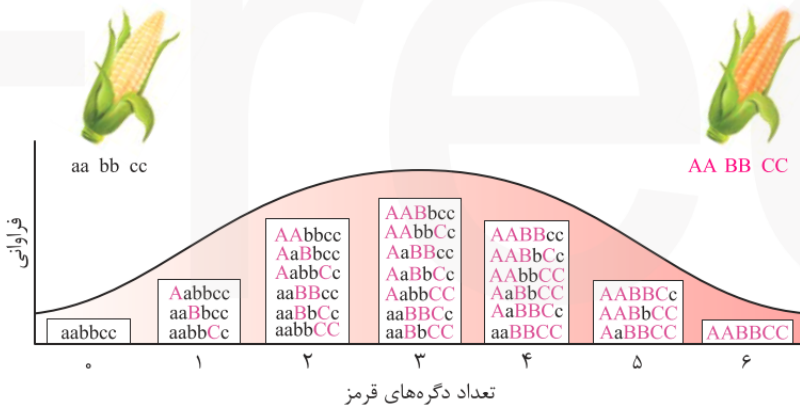 aa bb cc
AA BB CC
فراوانی
aabbcc
Aabbcc
aaBbcc
aabbCc
AAbbcc
AaBbcc
AabbCc
aaBBcc
aaBbCc
aabbCC
AABbcc
AAbbCc
AaBBcc
AaBbCc
AabbCC
aaBBCc
aaBbCC
AABBcc
AABbCc
AAbbCC
AaBbCC
AaBBCc
aaBBCC
AABBCc
AABbCC
AaBBCC
AABBCC
۰ ۱ ۲ ۳ ۴ ۵ ۶
تعداد دگره‌های قرمز